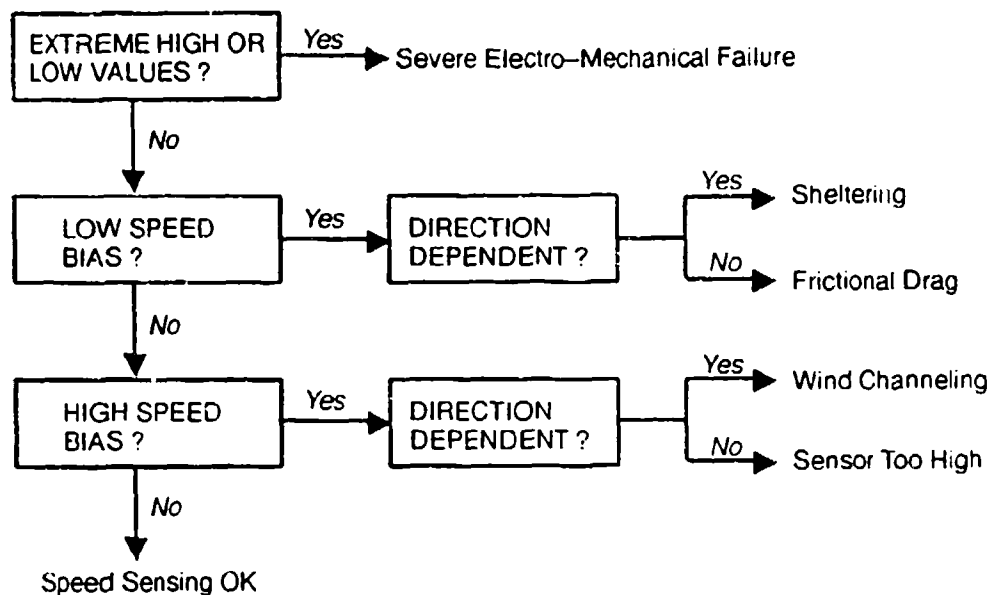 EXTREME HIGH OR
LOW VALUES ?
Yes
Severe Electro–Mechanical Failure
No
LOW SPEED
BIAS ?
Yes
DIRECTION
DEPENDENT ?
Yes
Sheltering
No
Frictional Drag
No
HIGH SPEED
BIAS ?
Yes
DIRECTION
DEPENDENT ?
Yes
Wind Channeling
No
Sensor Too High
No
Speed Sensing OK